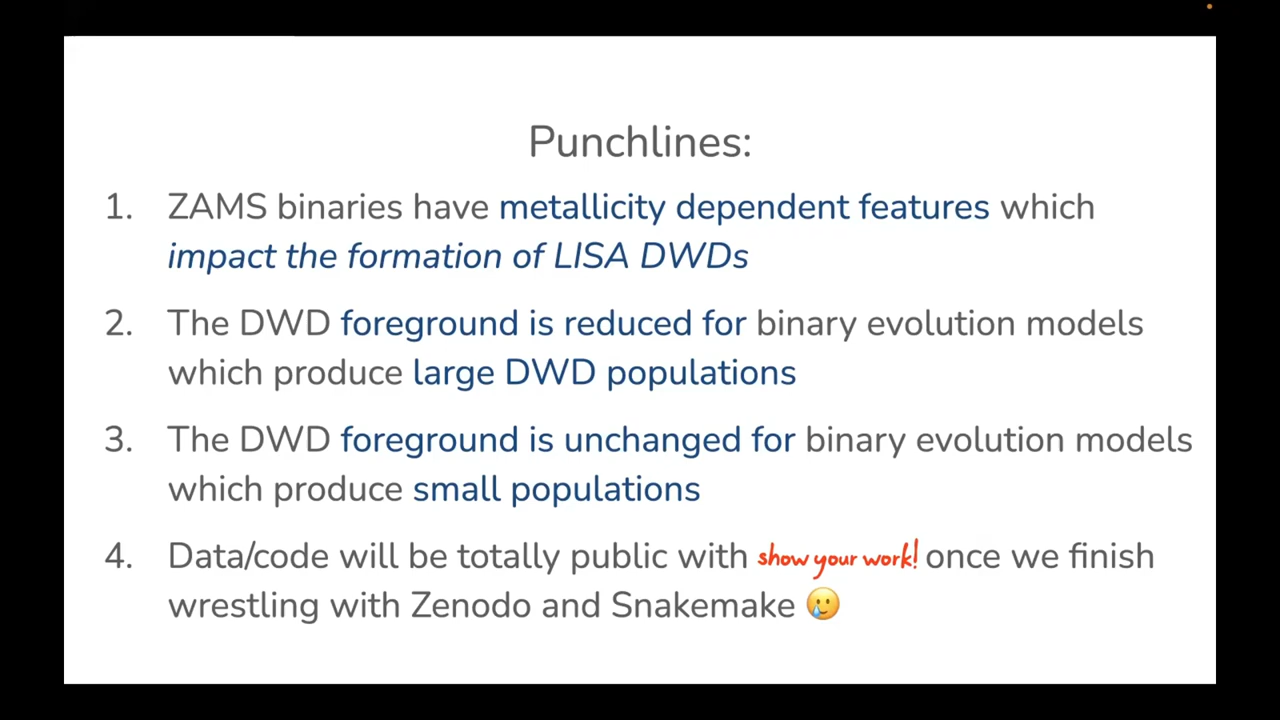 Punchlines:
1. ZAMS binaries have metallicity dependent features which
impact the formation of LISA DWDs
2. The DWD foreground is reduced for binary evolution models
which produce large DWD populations
3. The DWD foreground is unchanged for binary evolution models
which produce small populations
4. Data/code will be totally public with show your work! once we finish
wrestling with Zenodo and Snakemake 🥲